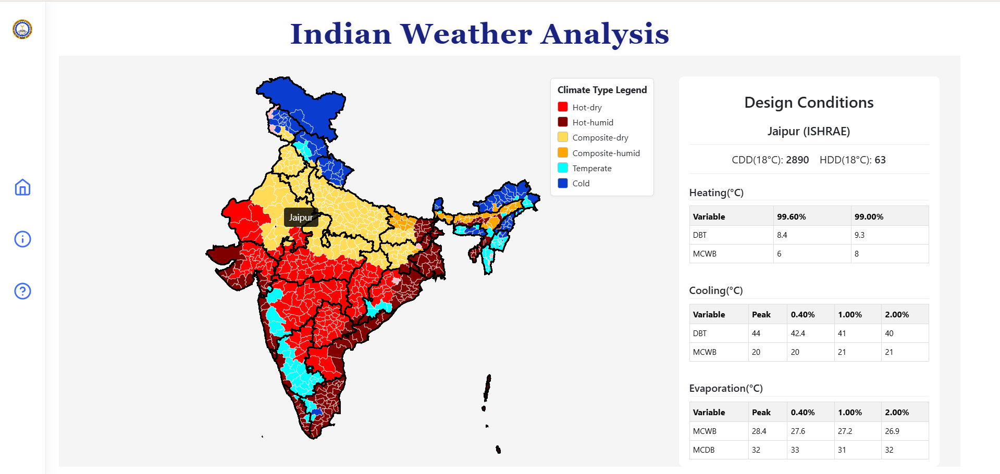 Indian Weather Analysis
Jaipur
Climate Type Legend
Hot-dry
Hot-humid
Composite-dry
Composite-humid
Temperate
Cold
Design Conditions
Jaipur (ISHRAE)
CDD(18°C): 2890 HDD(18°C): 63
Heating(°C)
Variable 99.60% 99.00%
DBT 8.4 9.3
MCWB 6 8
Cooling(°C)
Variable Peak 0.40% 1.00% 2.00%
DBT 44 42.4 41 40
MCWB 20 20 21 21
Evaporation(°C)
Variable Peak 0.40% 1.00% 2.00%
MCWB 28.4 27.6 27.2 26.9
MCDB 32 33 31 32